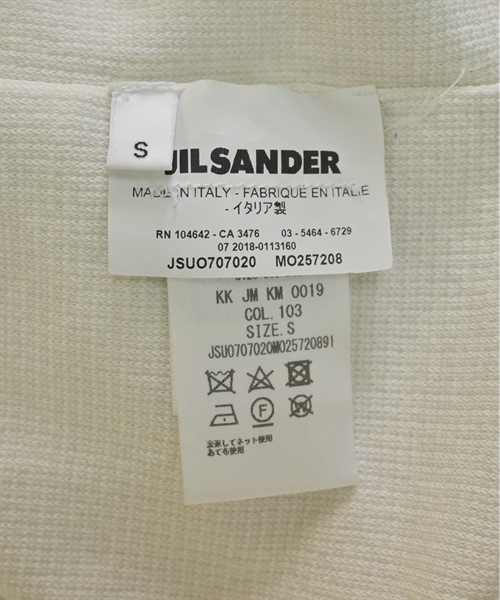 S
JIL SANDER
MADE IN ITALY - FABRIQUE EN ITALIE
- イタリア製
RN 104642 - CA 3476 03 - 5464 - 6729
07 2018-0113160
JSUO707020 MO257208
KK JM KM 0019
COL. 103
SIZE. S
JSUO707020MO25720891
F
W
裏返してネット使用
あて布使用